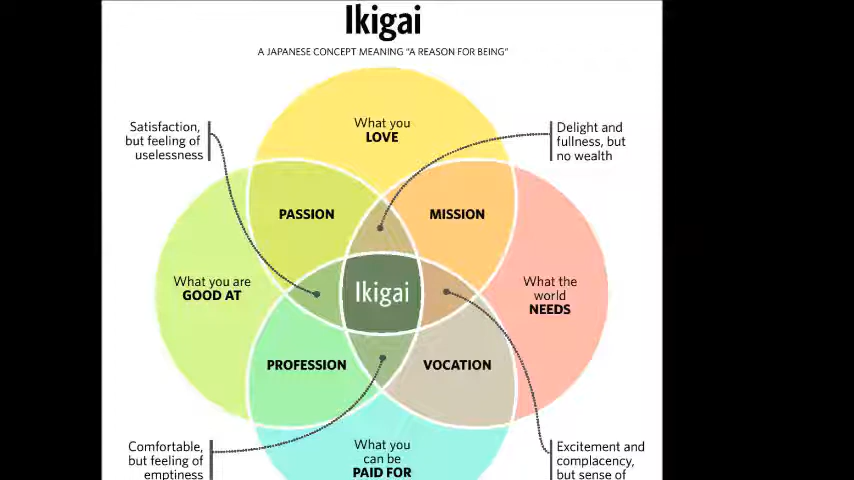 Ikigai
A JAPANESE CONCEPT MEANING "A REASON FOR BEING"
What you
LOVE
Satisfaction,
but feeling of
uselessness
Delight and
fullness, but
no wealth
PASSION
MISSION
What you are
GOOD AT
Ikigai
What the
world
NEEDS
PROFESSION
VOCATION
What you
can be
PAID FOR
Comfortable,
but feeling of
emptiness
Excitement and
complacency,
but sense of